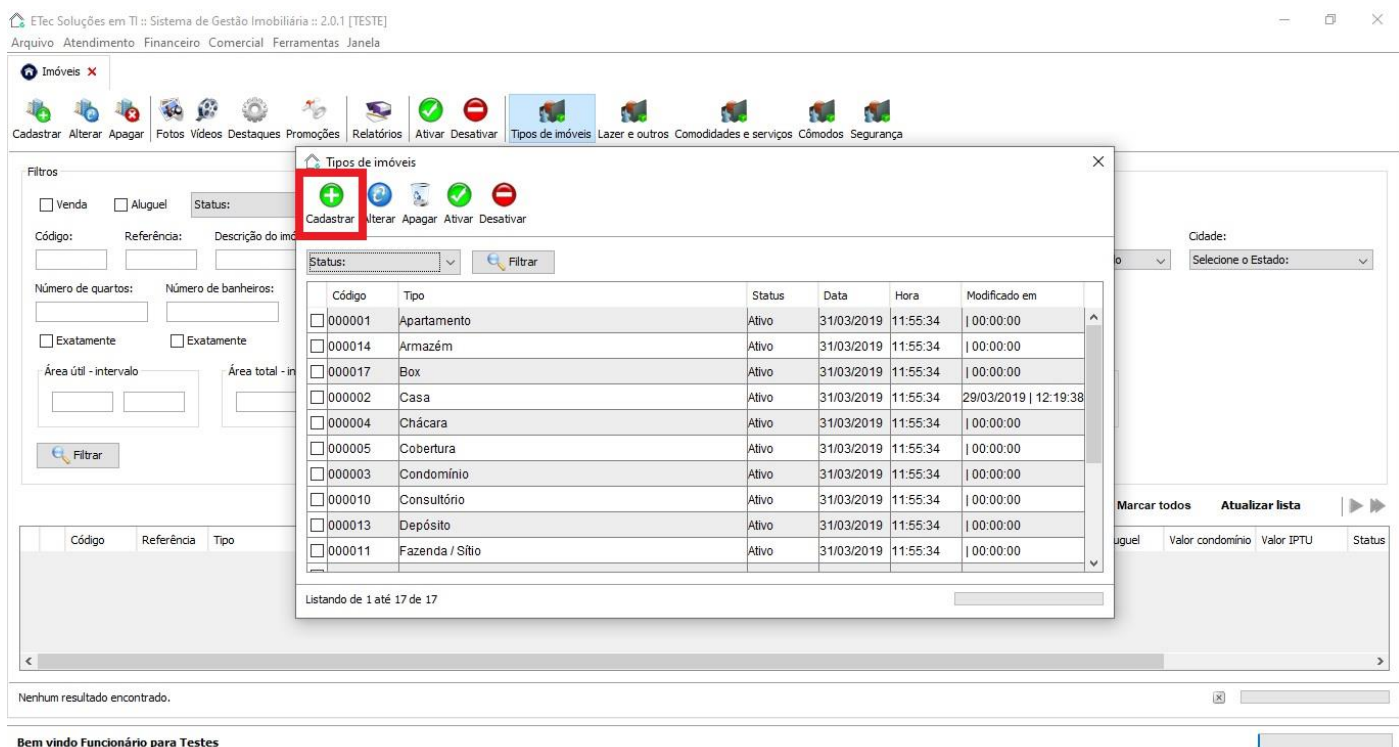 ETec Soluções em TI :: Sistema de Gestão Imobiliária :: 2.0.1 [TESTE]
Arquivo Atendimento Financeiro Comercial Ferramentas Janela
Imóveis
Cadastrar Alterar Apagar Fotos Vídeos Destaques Promoções Relatórios Ativar Desativar Tipos de imóveis Lazer e outros Comodidades e serviços Cômodos Segurança
Tipos de imóveis
Cadastrar Alterar Apagar Ativar Desativar
Status: Filtrar
Código Tipo Status Data Hora Modificado em
000001 Apartamento Ativo 31/03/2019 11:55:34 | 00:00:00
000014 Armazém Ativo 31/03/2019 11:55:34 | 00:00:00
000017 Box Ativo 31/03/2019 11:55:34 | 00:00:00
000002 Casa Ativo 31/03/2019 11:55:34 29/03/2019 | 12:19:38
000004 Chácara Ativo 31/03/2019 11:55:34 | 00:00:00
000005 Cobertura Ativo 31/03/2019 11:55:34 | 00:00:00
000003 Condomínio Ativo 31/03/2019 11:55:34 | 00:00:00
000010 Consultório Ativo 31/03/2019 11:55:34 | 00:00:00
000013 Depósito Ativo 31/03/2019 11:55:34 | 00:00:00
000011 Fazenda / Sítio Ativo 31/03/2019 11:55:34 | 00:00:00
Listando de 1 até 17 de 17
Filtros
Venda Aluguel Status:
Código: Referência: Descrição do Cidade:
Selecione o Estado:
Número de quartos: Número de banheiros:
Exatamente Exatamente
Área útil - intervalo Área total -
Filtrar
Marcar todos Atualizar lista
Código Referência Tipo Valor condomínio Valor IPTU Status
Nenhum resultado encontrado.
Bem vindo Funcionário para Testes